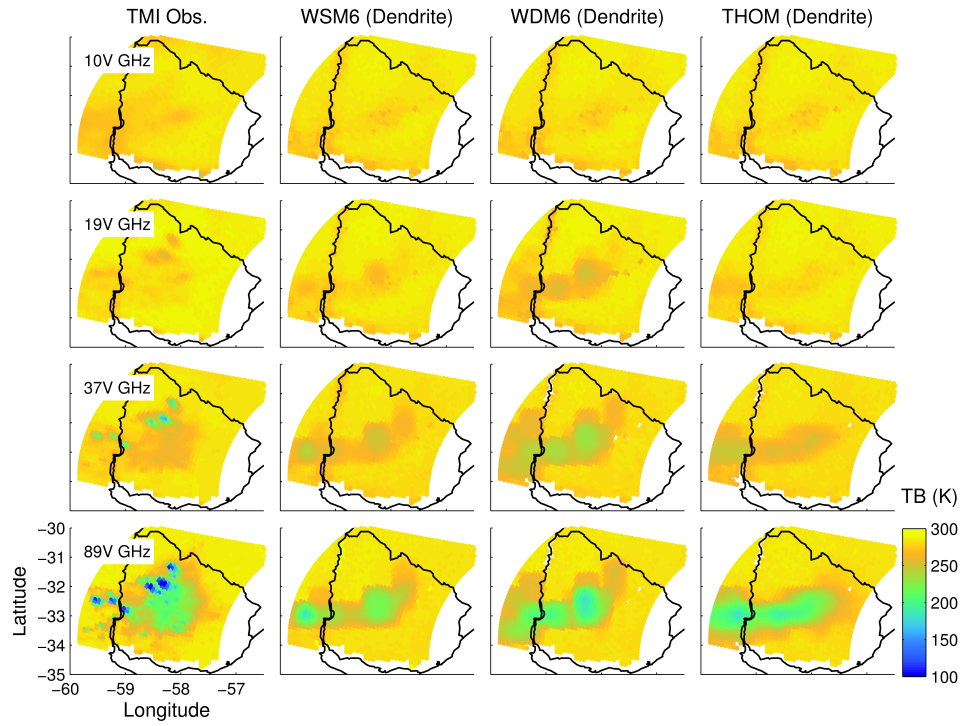 TMI Obs. WSM6 (Dendrite) WDM6 (Dendrite) THOM (Dendrite)
10V GHz
19V GHz
37V GHz
89V GHz
TB (K)
300
250
200
150
100
−30
−31
−32
−33
−34
−35
Latitude
−60 −59 −58 −57
Longitude